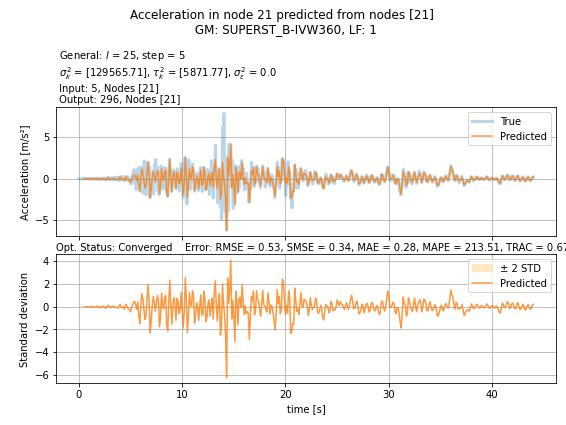 Acceleration in node 21 predicted from nodes [21]
GM: SUPERST_B-IVW360, LF: 1
General: l = 25, step = 5
σ²ₖ = [129565.71], τ²ₖ = [5871.77], σ²_ε = 0.0
Input: 5, Nodes [21]
Output: 296, Nodes [21]
Acceleration [m/s²]
5
0
−5
True
Predicted
Opt. Status: Converged Error: RMSE = 0.53, SMSE = 0.34, MAE = 0.28, MAPE = 213.51, TRAC = 0.67
Standard deviation
4
2
0
−2
−4
−6
± 2 STD
Predicted
0 10 20 30 40
time [s]